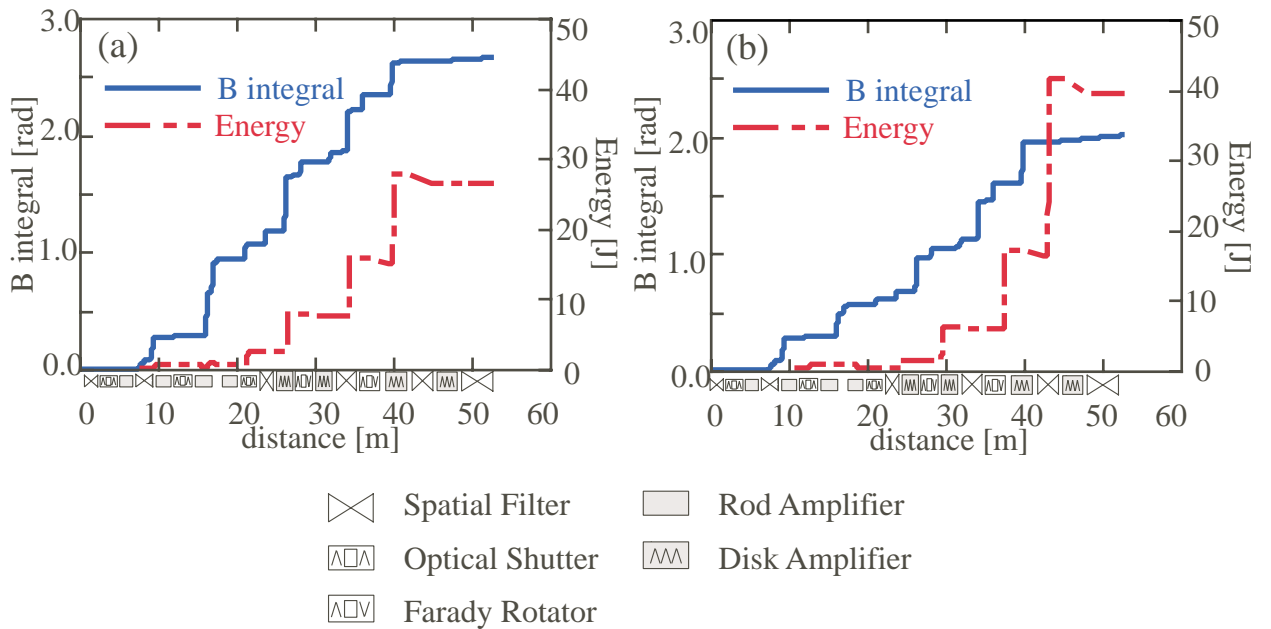 (a)
3.0
2.0
1.0
0.0
B integral [rad]
B integral
Energy
50
40
30
20
10
0
Energy [J]
0 10 20 30 40 50 60
distance [m]
(b)
3.0
2.0
1.0
0.0
B integral [rad]
B integral
Energy
50
40
30
20
10
0
Energy [J]
0 10 20 30 40 50 60
distance [m]
Spatial Filter
Rod Amplifier
Optical Shutter
Disk Amplifier
Farady Rotator